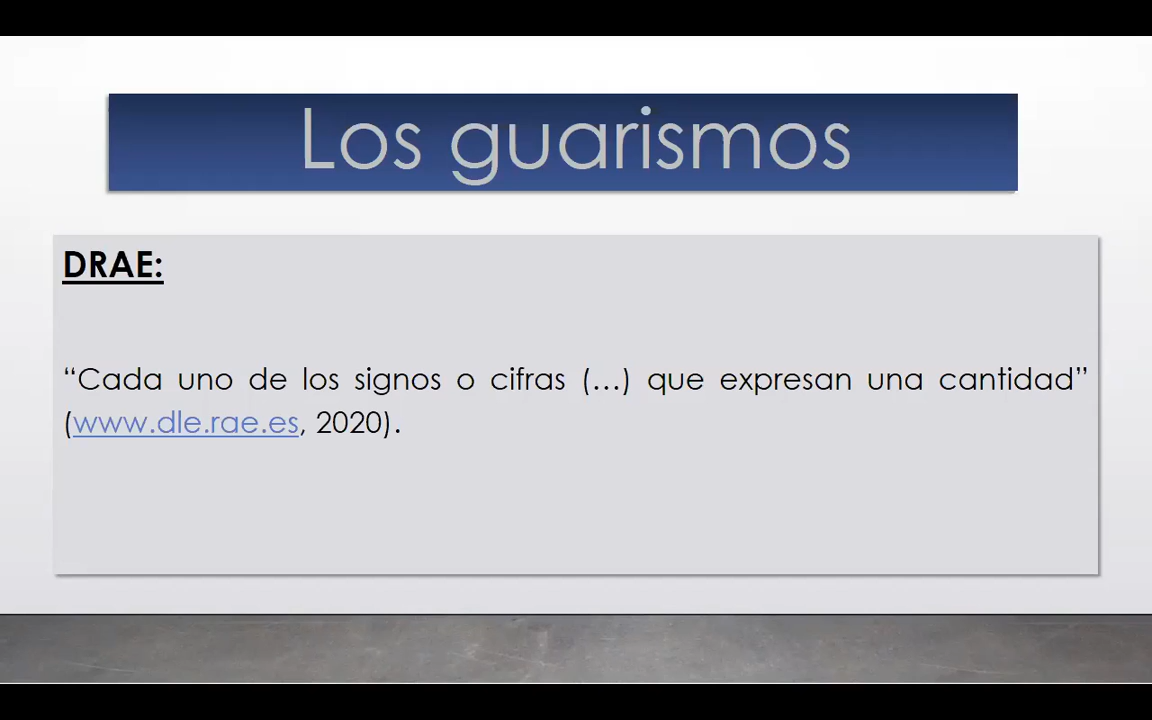 Los guarismos
DRAE:
“Cada uno de los signos o cifras (...) que expresan una cantidad”
(www.dle.rae.es, 2020).